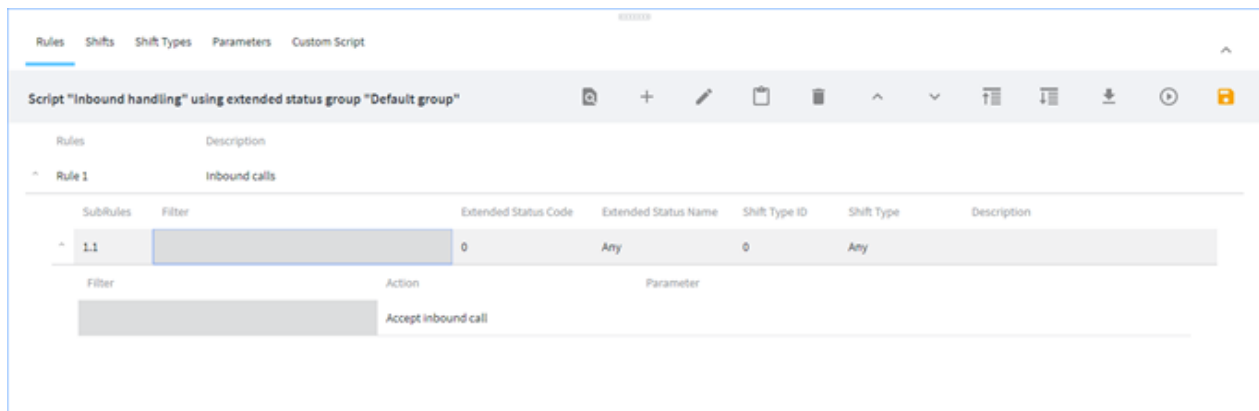 Rules Shifts Shift Types Parameters Custom Script
Script "Inbound handling" using extended status group "Default group"
Rules Description
Rule 1 Inbound calls
SubRules Filter Extended Status Code Extended Status Name Shift Type ID Shift Type Description
1.1 0 Any 0 Any
Filter Action Parameter
Accept inbound call